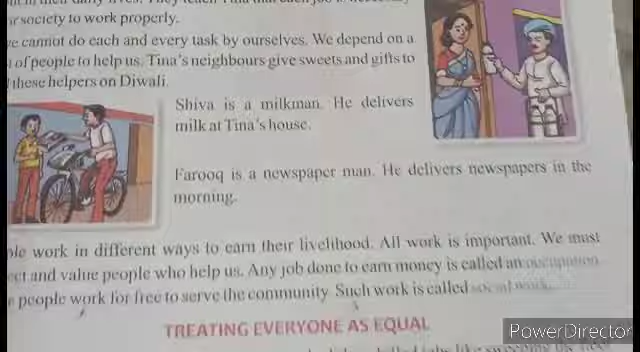 society to work properly.
cannot do each and every task by ourselves. We depend on a
of people to help us. Tina's neighbours give sweets and gifts to
these helpers on Diwali.
Shiva is a milkman. He delivers
milk at Tina's house.
Farooq is a newspaper man. He delivers newspapers in the
morning.
work in different ways to earn their livelihood. All work is important. We must
and value people who help us. Any job done to earn money is called an occupation.
people work for free to serve the community. Such work is called social work.
TREATING EVERYONE AS EQUAL
PowerDirector